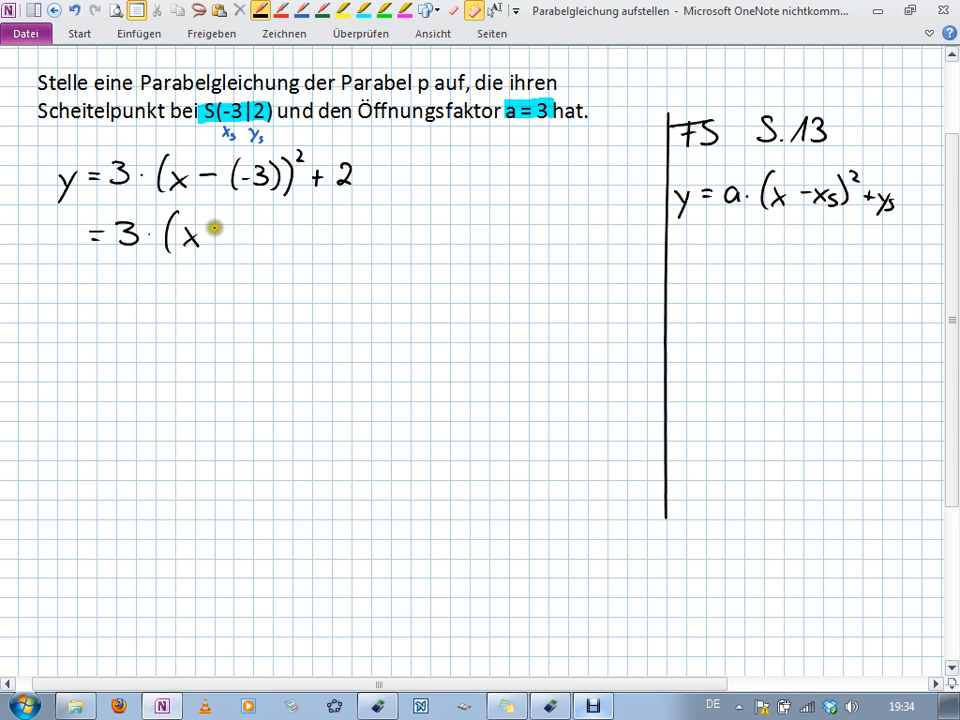 Parabelgleichung aufstellen - Microsoft OneNote nichtkomm...
Datei Start Einfügen Freigeben Zeichnen Überprüfen Ansicht Seiten
Stelle eine Parabelgleichung der Parabel p auf, die ihren
Scheitelpunkt bei S(-3|2) und den Öffnungsfaktor a = 3 hat.
xs ys
y = 3 · (x - (-3))² + 2
= 3 · (x
FS S.13
y = a · (x - xs)² + ys
DE 19:34